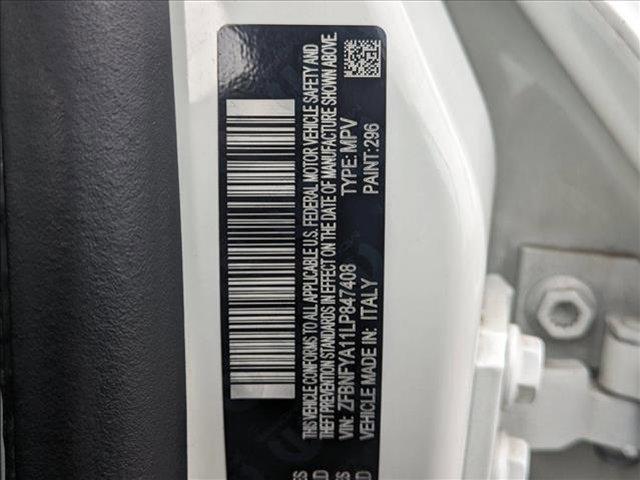 THIS VEHICLE CONFORMS TO ALL APPLICABLE U.S. FEDERAL MOTOR VEHICLE SAFETY AND
THEFT PREVENTION STANDARDS IN EFFECT ON THE DATE OF MANUFACTURE SHOWN ABOVE.
VIN: ZFBNFYA11LP847408 TYPE:MPV
VEHICLE MADE IN: ITALY PAINT:296